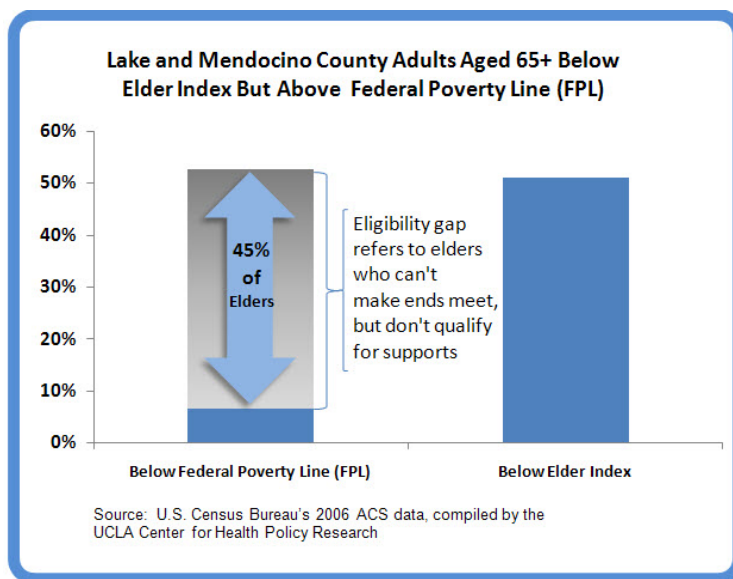 Lake and Mendocino County Adults Aged 65+ Below
Elder Index But Above Federal Poverty Line (FPL)
60%
50%
40%
30%
20%
10%
0%
45%
of
Elders
Eligibility gap
refers to elders
who can't
make ends meet,
but don't qualify
for supports
Below Federal Poverty Line (FPL)
Below Elder Index
Source: U.S. Census Bureau's 2006 ACS data, compiled by the
UCLA Center for Health Policy Research